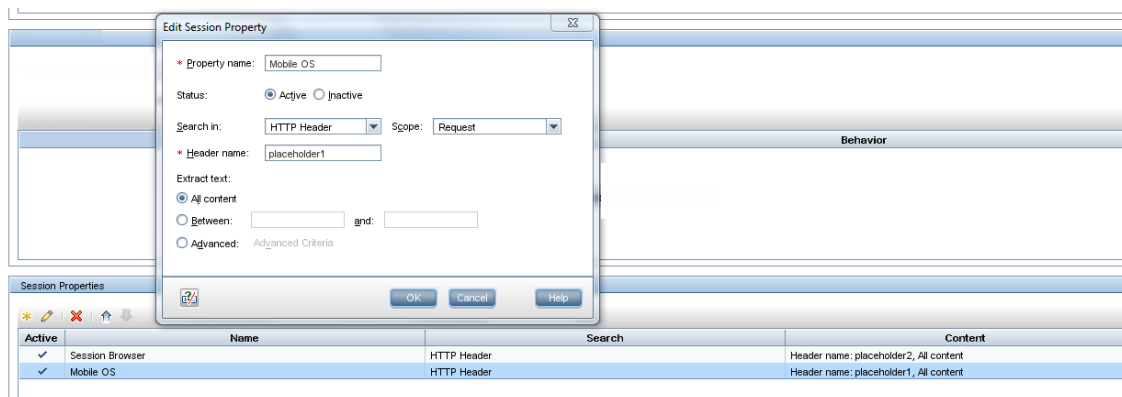 Edit Session Property
* Property name: Mobile OS
Status: Active Inactive
Search in: HTTP Header Scope: Request
* Header name: placeholder1
Behavior
Extract text:
All content
Between: and:
Advanced: Advanced Criteria
OK Cancel Help
Session Properties
Active Name Search Content
Session Browser HTTP Header Header name: placeholder2, All content
Mobile OS HTTP Header Header name: placeholder1, All content